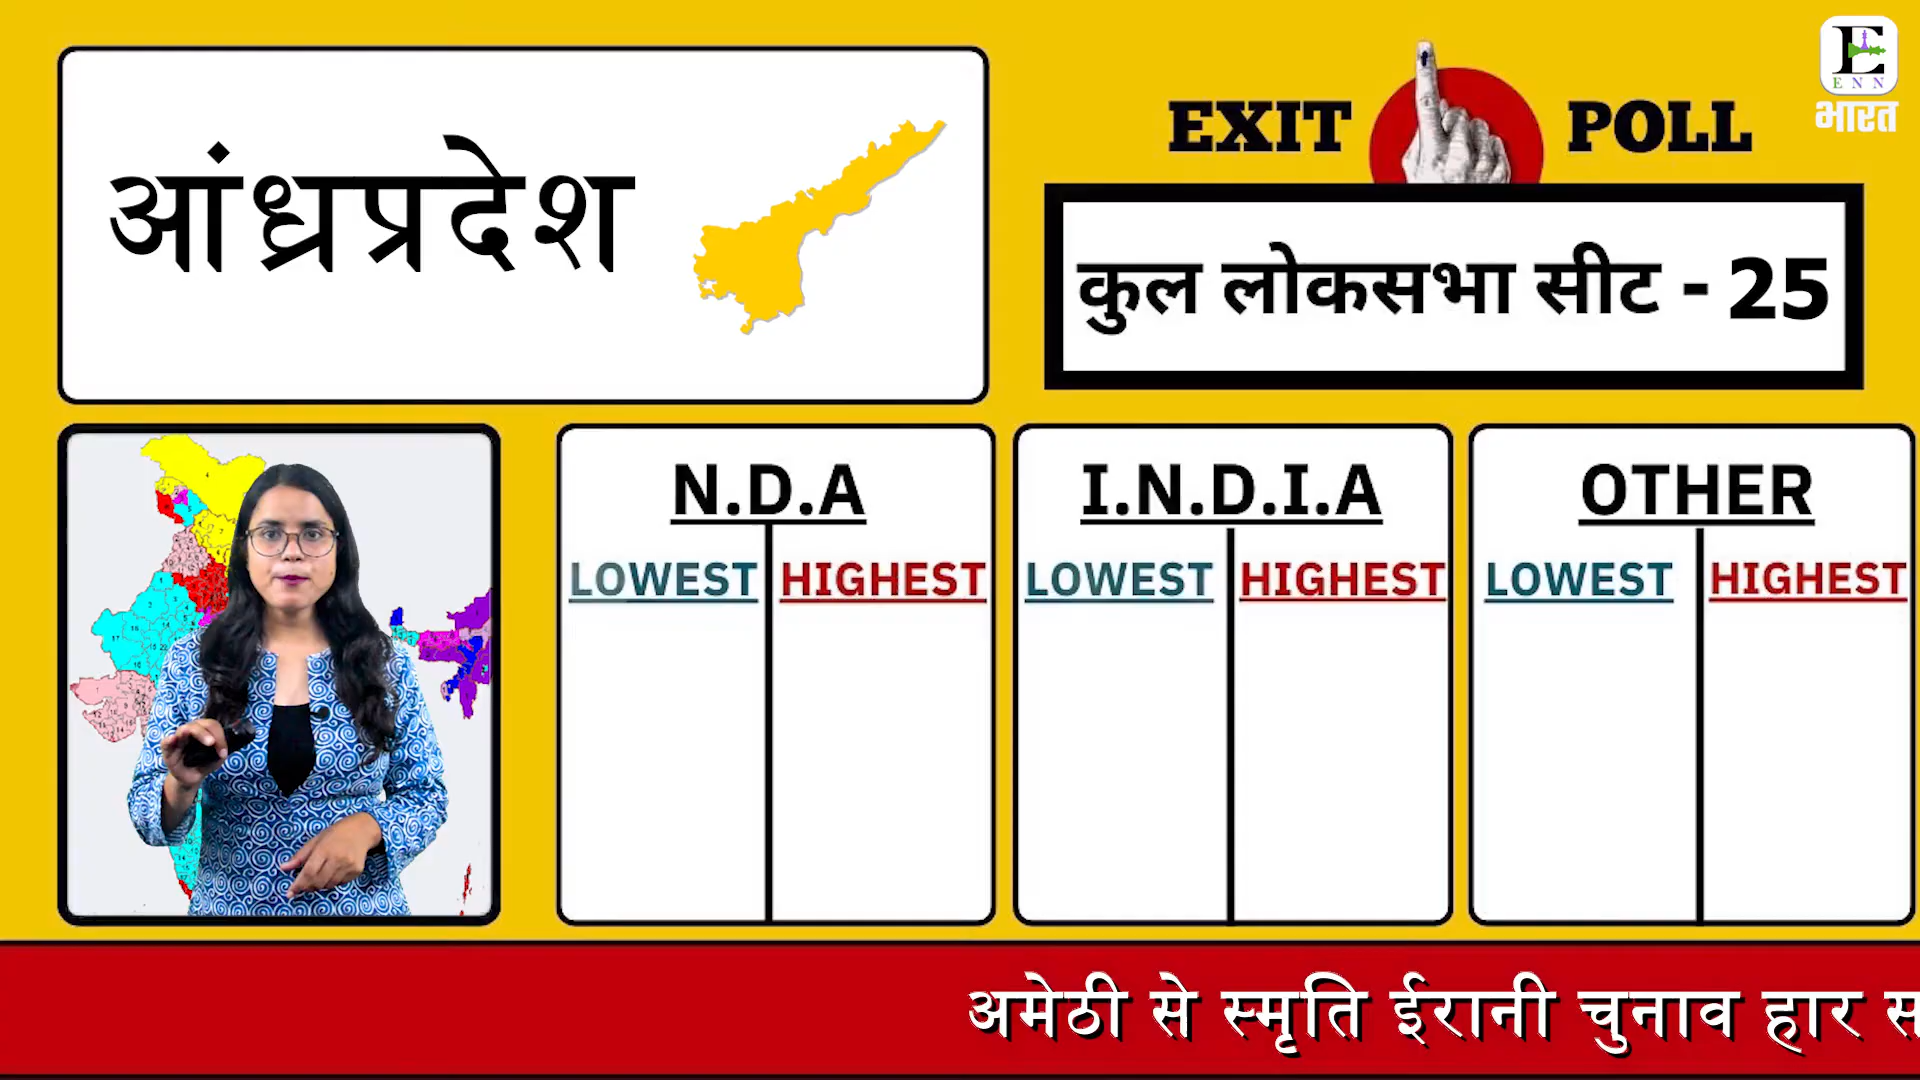 आंध्रप्रदेश
EXIT POLL
E N N
भारत
कुल लोकसभा सीट - 25
N.D.A
LOWEST HIGHEST
I.N.D.I.A
LOWEST HIGHEST
OTHER
LOWEST HIGHEST
अमेठी से स्मृति ईरानी चुनाव हार